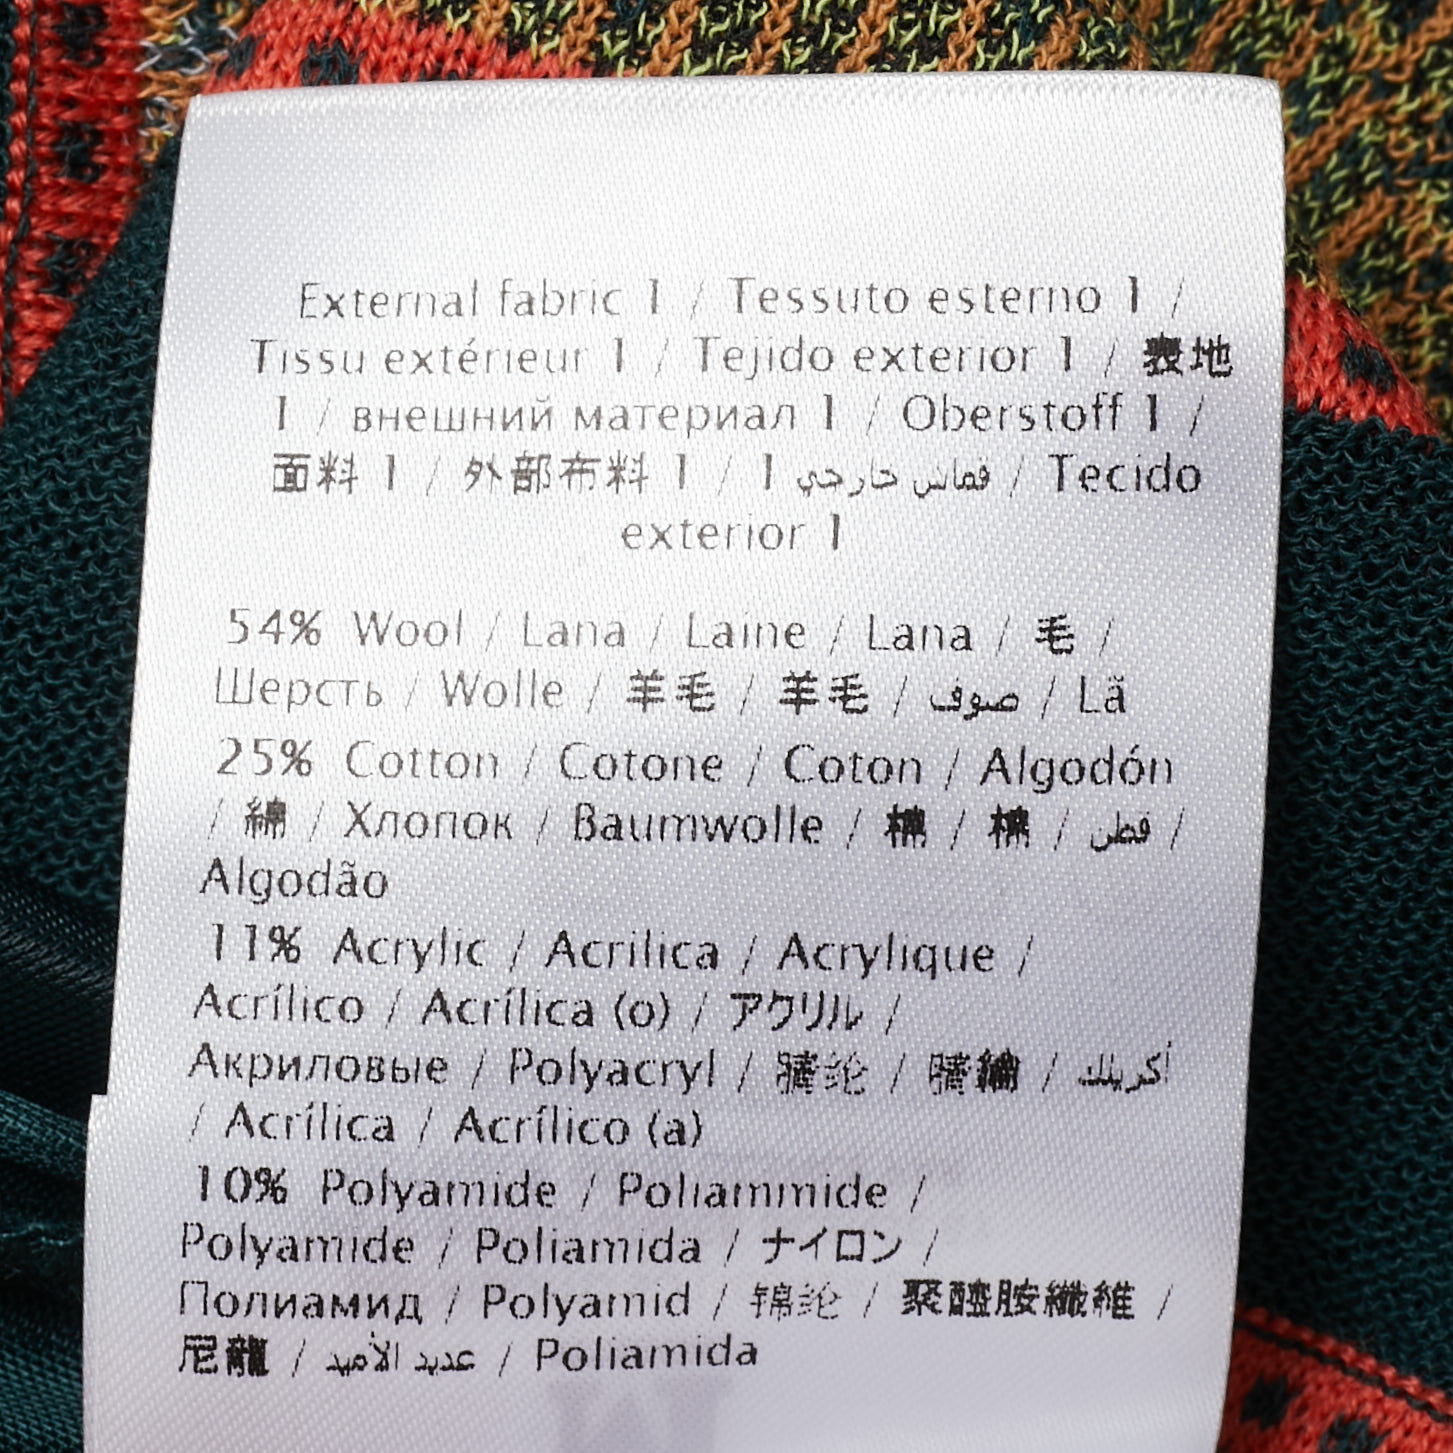 External fabric 1 / Tessuto esterno 1 /
Tissu extérieur 1 / Tejido exterior 1 / 表地
1 / внешний материал 1 / Oberstoff 1 /
面料 1 / 外部布料 1 / قماش خارجي 1 / Tecido
exterior 1
54% Wool / Lana / Laine / Lana / 毛 /
Шерсть / Wolle / 羊毛 / 羊毛 / صوف / Lã
25% Cotton / Cotone / Coton / Algodón
/ 綿 / Хлопок / Baumwolle / 棉 / 棉 / قطن /
Algodão
11% Acrylic / Acrilica / Acrylique /
Acrílico / Acrílica (o) / アクリル /
Акриловые / Polyacryl / 腈纶 / 腈綸 / أكريلك
/ Acrílica / Acrílico (a)
10% Polyamide / Poliammide /
Polyamide / Poliamida / ナイロン /
Полиамид / Polyamid / 锦纶 / 聚醯胺纖維 /
尼龍 / عديد الأميد / Poliamida